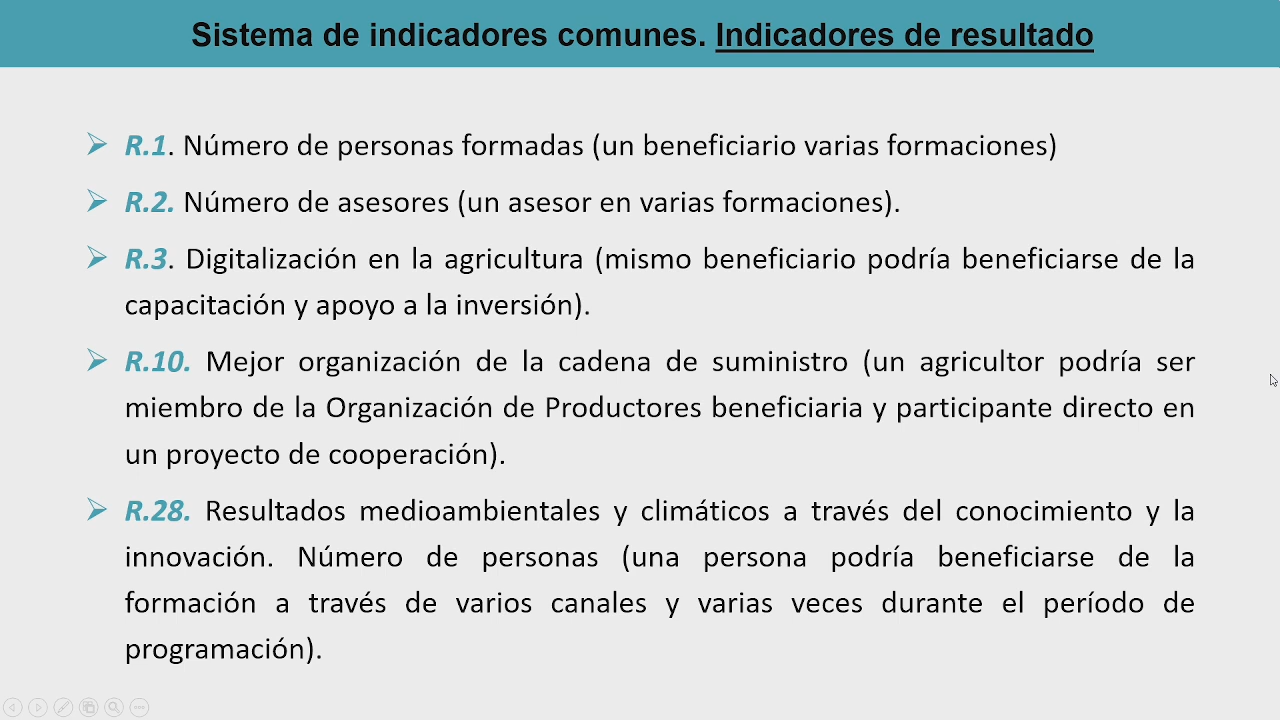 Sistema de indicadores comunes. Indicadores de resultado
R.1. Número de personas formadas (un beneficiario varias formaciones)
R.2. Número de asesores (un asesor en varias formaciones).
R.3. Digitalización en la agricultura (mismo beneficiario podría beneficiarse de la
capacitación y apoyo a la inversión).
R.10. Mejor organización de la cadena de suministro (un agricultor podría ser
miembro de la Organización de Productores beneficiaria y participante directo en
un proyecto de cooperación).
R.28. Resultados medioambientales y climáticos a través del conocimiento y la
innovación. Número de personas (una persona podría beneficiarse de la
formación a través de varios canales y varias veces durante el período de
programación).